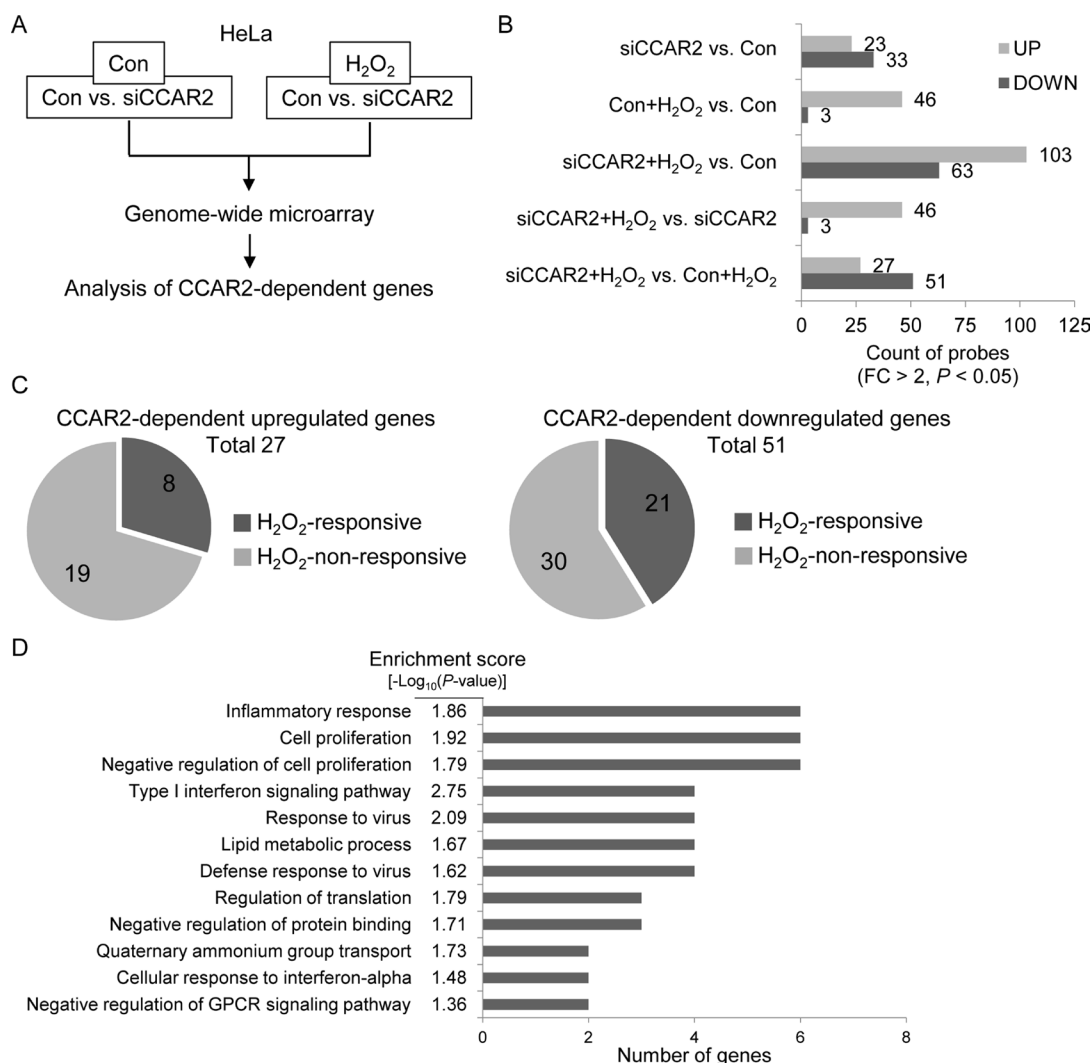 A
HeLa
Con
Con vs. siCCAR2
H₂O₂
Con vs. siCCAR2
Genome-wide microarray
Analysis of CCAR2-dependent genes
B
siCCAR2 vs. Con
23
33
Con+H₂O₂ vs. Con
46
3
siCCAR2+H₂O₂ vs. Con
103
63
siCCAR2+H₂O₂ vs. siCCAR2
46
3
siCCAR2+H₂O₂ vs. Con+H₂O₂
27
51
UP
DOWN
0 25 50 75 100 125
Count of probes
(FC > 2, P < 0.05)
C
CCAR2-dependent upregulated genes
Total 27
8
19
H₂O₂-responsive
H₂O₂-non-responsive
CCAR2-dependent downregulated genes
Total 51
21
30
H₂O₂-responsive
H₂O₂-non-responsive
D
Enrichment score
[-Log₁₀(P-value)]
Inflammatory response 1.86
Cell proliferation 1.92
Negative regulation of cell proliferation 1.79
Type I interferon signaling pathway 2.75
Response to virus 2.09
Lipid metabolic process 1.67
Defense response to virus 1.62
Regulation of translation 1.79
Negative regulation of protein binding 1.71
Quaternary ammonium group transport 1.73
Cellular response to interferon-alpha 1.48
Negative regulation of GPCR signaling pathway 1.36
0 2 4 6 8
Number of genes